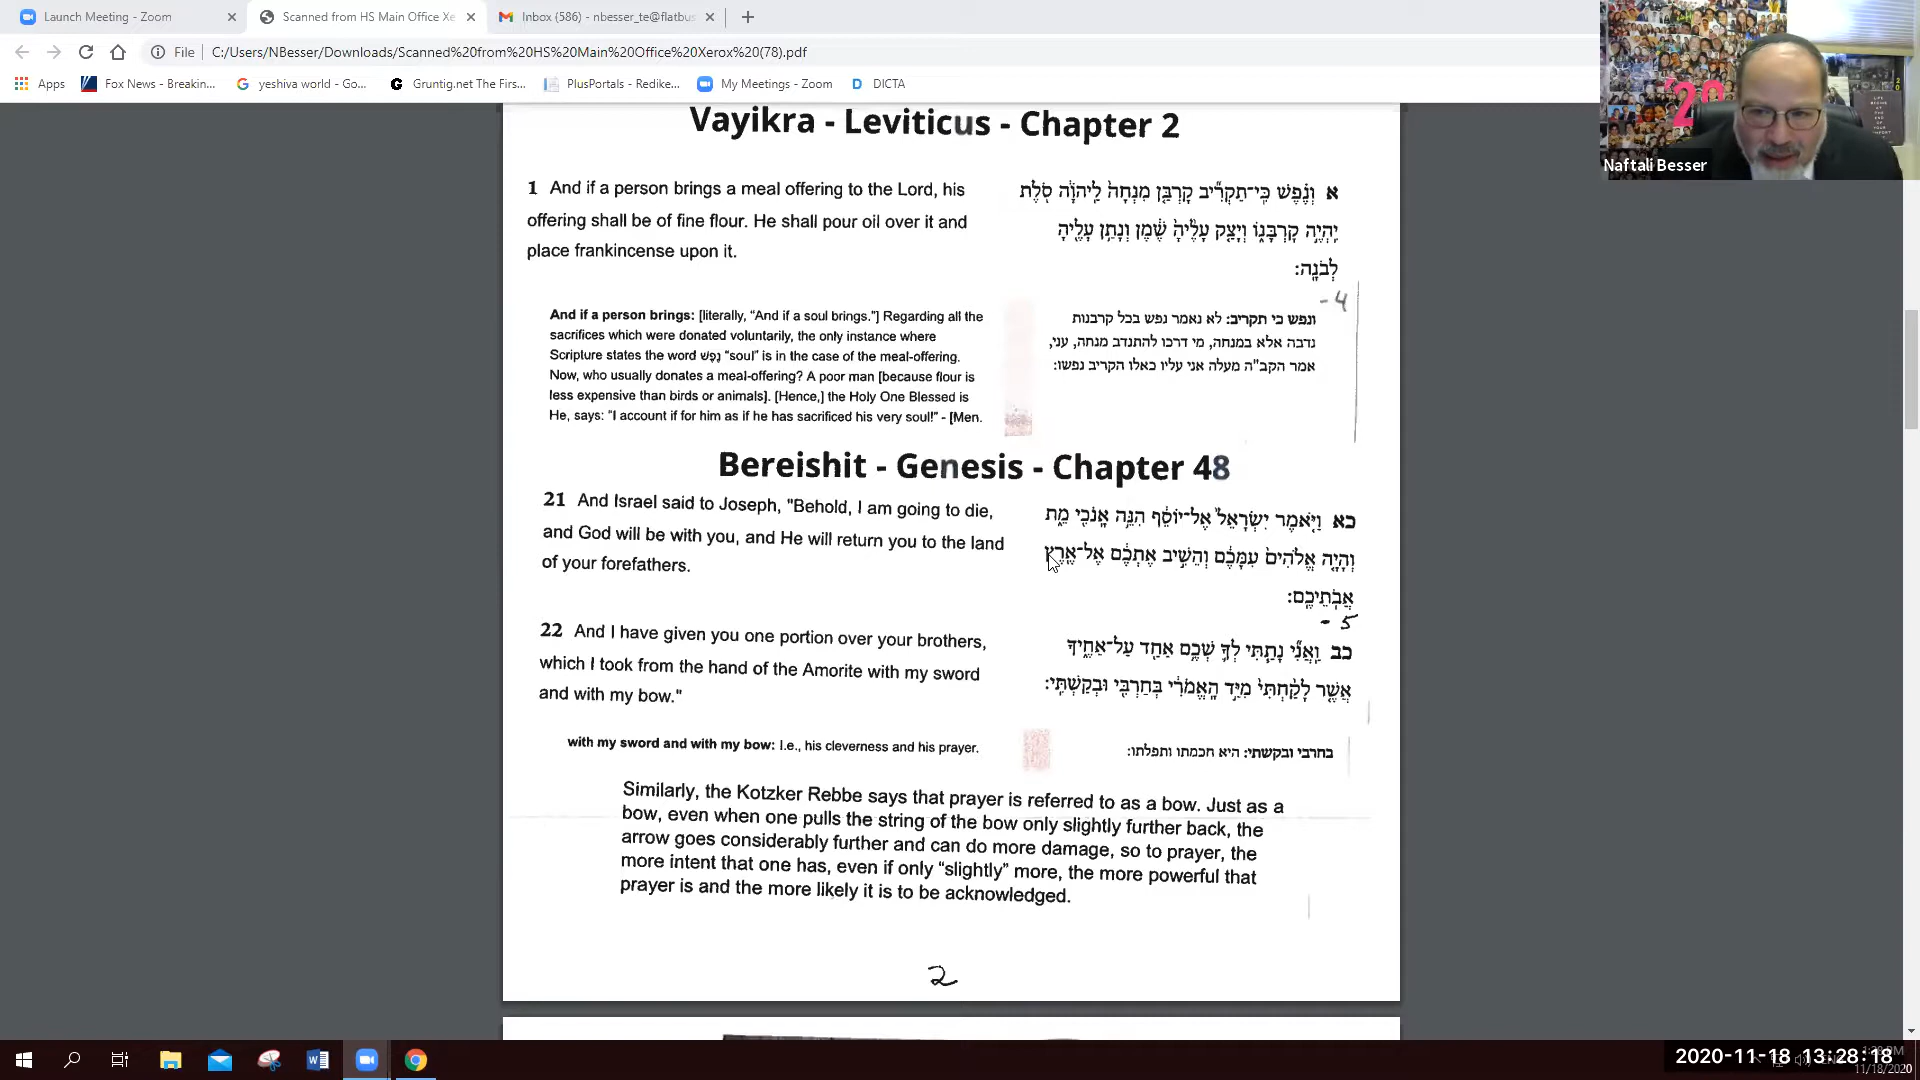 Launch Meeting - Zoom
Scanned from HS Main Office Xe
Inbox (586) - nbesser_te@flatbus
File
C:/Users/NBesser/Downloads/Scanned%20from%20HS%20Main%20Office%20Xerox%20(78).pdf
Apps
Fox News - Breakin...
yeshiva world - Go...
Gruntig.net The Firs...
PlusPortals - Redike...
My Meetings - Zoom
DICTA
'20
Naftali Besser
Vayikra - Leviticus - Chapter 2
1 And if a person brings a meal offering to the Lord, his
offering shall be of fine flour. He shall pour oil over it and
place frankincense upon it.
א וְנֶ֗פֶשׁ כִּֽי־תַקְרִ֞יב קָרְבַּ֤ן מִנְחָה֙ לַֽיהֹוָ֔ה סֹ֖לֶת
יִֽהְיֶ֣ה קָרְבָּנ֑וֹ וְיָצַ֤ק עָלֶ֨יהָ֙ שֶׁ֔מֶן וְנָתַ֥ן עָלֶ֖יהָ
לְבֹנָֽה:
- 4
And if a person brings: [literally, “And if a soul brings.”] Regarding all the
sacrifices which were donated voluntarily, the only instance where
Scripture states the word נֶפֶשׁ “soul” is in the case of the meal-offering.
Now, who usually donates a meal-offering? A poor man [because flour is
less expensive than birds or animals]. [Hence,] the Holy One Blessed is
He, says: “I account if for him as if he has sacrificed his very soul!” - [Men.
ונפש כי תקריב: לא נאמר נפש בכל קרבנות
נדבה אלא במנחה, מי דרכו להתנדב מנחה, עני,
אמר הקב"ה מעלה אני עליו כאלו הקריב נפשו:
Bereishit - Genesis - Chapter 48
21 And Israel said to Joseph, "Behold, I am going to die,
and God will be with you, and He will return you to the land
of your forefathers.
כא וַיֹּ֤אמֶר יִשְׂרָאֵל֙ אֶל־יוֹסֵ֔ף הִנֵּ֥ה אָֽנֹכִ֖י מֵ֑ת
וְהָיָ֤ה אֱלֹהִים֙ עִמָּכֶ֔ם וְהֵשִׁ֣יב אֶתְכֶ֔ם אֶל־אֶ֖רֶץ
אֲבֹֽתֵיכֶֽם:
- 5
22 And I have given you one portion over your brothers,
which I took from the hand of the Amorite with my sword
and with my bow."
כב וַֽאֲנִ֞י נָתַ֧תִּי לְךָ֛ שְׁכֶ֥ם אַחַ֖ד עַל־אַחֶ֑יךָ
אֲשֶׁ֤ר לָקַ֨חְתִּי֙ מִיַּ֣ד הָֽאֱמֹרִ֔י בְּחַרְבִּ֖י וּבְקַשְׁתִּֽי:
with my sword and with my bow: I.e., his cleverness and his prayer.
בחרבי ובקשתי: היא חכמתו ותפלתו:
Similarly, the Kotzker Rebbe says that prayer is referred to as a bow. Just as a
bow, even when one pulls the string of the bow only slightly further back, the
arrow goes considerably further and can do more damage, so to prayer, the
more intent that one has, even if only “slightly” more, the more powerful that
prayer is and the more likely it is to be acknowledged.
2
2020-11-18 13:28:18
11/18/2020